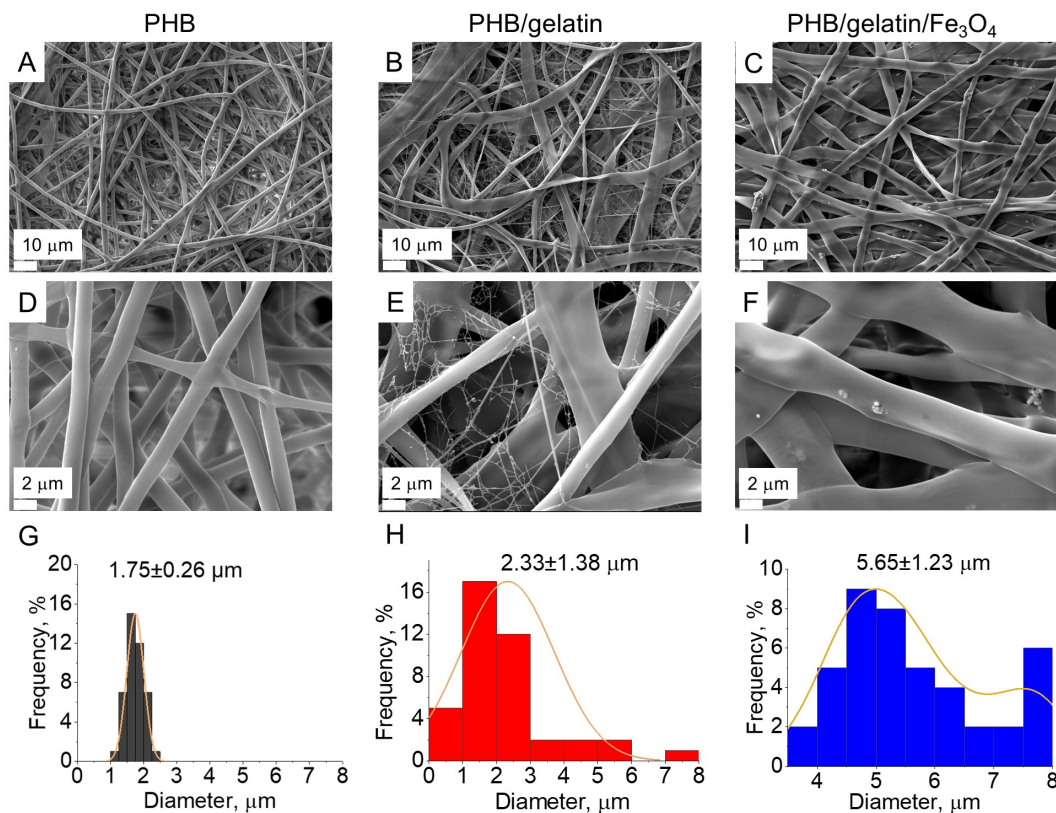 PHB
PHB/gelatin
PHB/gelatin/Fe₃O₄
A
B
C
10 μm
10 μm
10 μm
D
E
F
2 μm
2 μm
2 μm
G
H
I
1.75±0.26 μm
2.33±1.38 μm
5.65±1.23 μm
Frequency, %
20
16
12
8
4
0
0 1 2 3 4 5 6 7 8
Diameter, μm
Frequency, %
16
12
8
4
0
0 1 2 3 4 5 6 7 8
Diameter, μm
Frequency, %
10
8
6
4
2
0
4 5 6 7 8
Diameter, μm